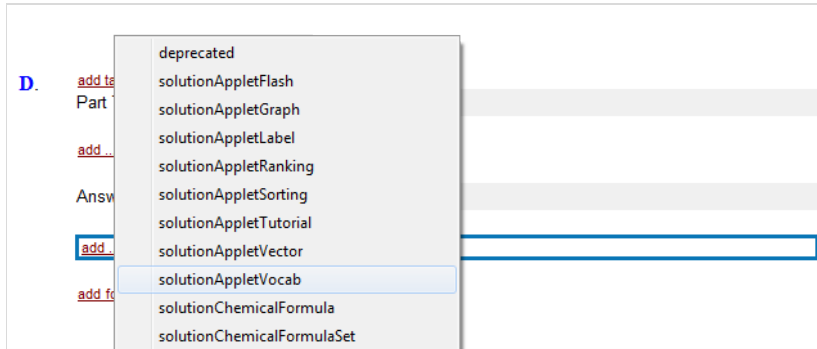 deprecated
D. add ta
solutionAppletFlash
Part
solutionAppletGraph
solutionAppletLabel
add ..
solutionAppletRanking
Answ
solutionAppletSorting
solutionAppletTutorial
add .
solutionAppletVector
solutionAppletVocab
add fo
solutionChemicalFormula
solutionChemicalFormulaSet